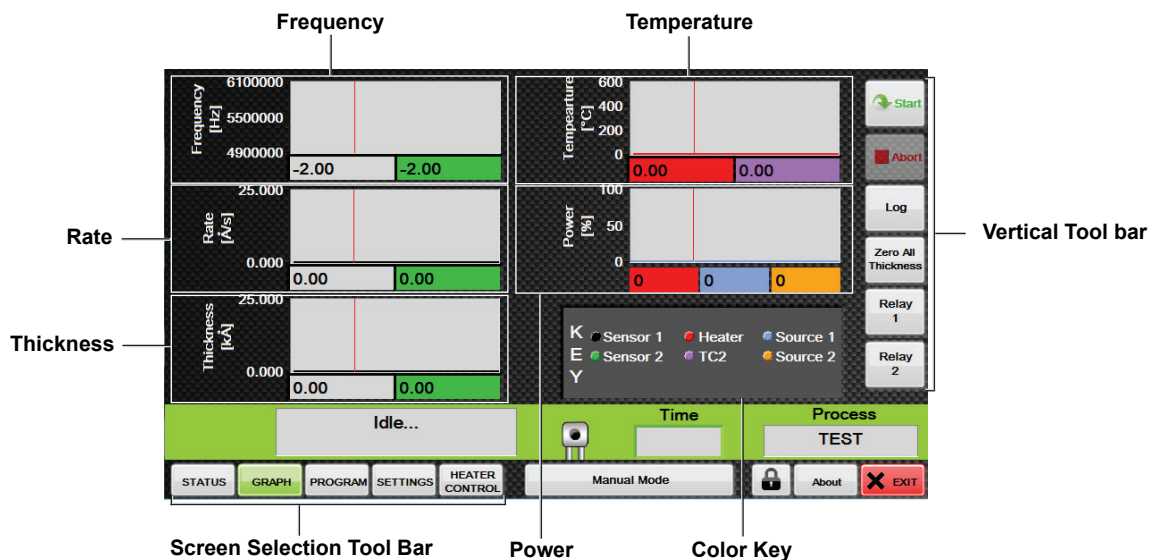 Frequency
Temperature
6100000
5500000
4900000
Frequency
[Hz]
-2.00
-2.00
600
400
200
0
Tempearture
[°C]
0.00
0.00
Start
Abort
Log
Zero All
Thickness
Relay
1
Relay
2
Vertical Tool bar
Rate
25.000
0.000
Rate
[Å/s]
0.00
0.00
100
50
0
Power
[%]
0
0
0
Thickness
25.000
0.000
Thickness
[kÅ]
0.00
0.00
K
E
Y
Sensor 1
Heater
Source 1
Sensor 2
TC2
Source 2
Idle...
Time
Process
TEST
STATUS
GRAPH
PROGRAM
SETTINGS
HEATER
CONTROL
Manual Mode
About
EXIT
Screen Selection Tool Bar
Power
Color Key